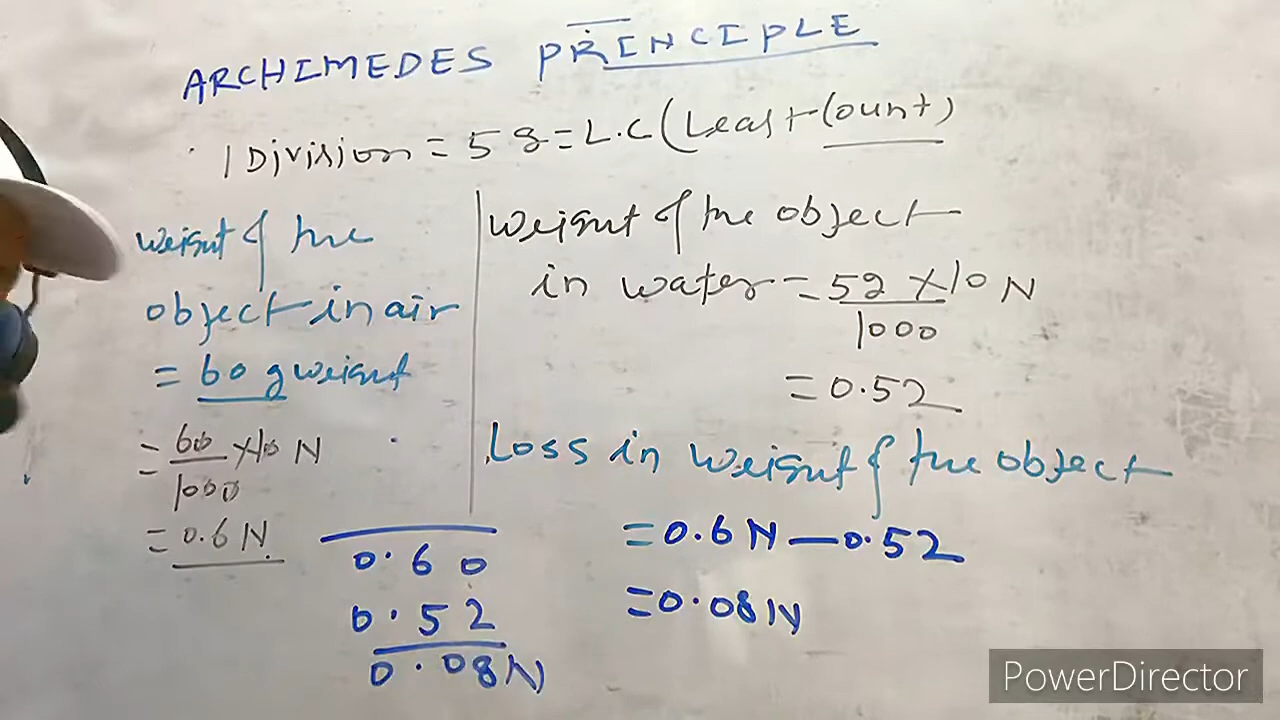 ARCHIMEDES PRINCIPLE
1 Division = 5 g = L.C (Least Count)
Weight of the
object in air
= 60 g weight
= 60/1000 × 10 N
= 0.6 N
Weight of the object
in water = 52 × 10 N
1000
= 0.52
Loss in weight of the object
= 0.6 N — 0.52
= 0.08 N
0.60
0.52
0.08 N
PowerDirector